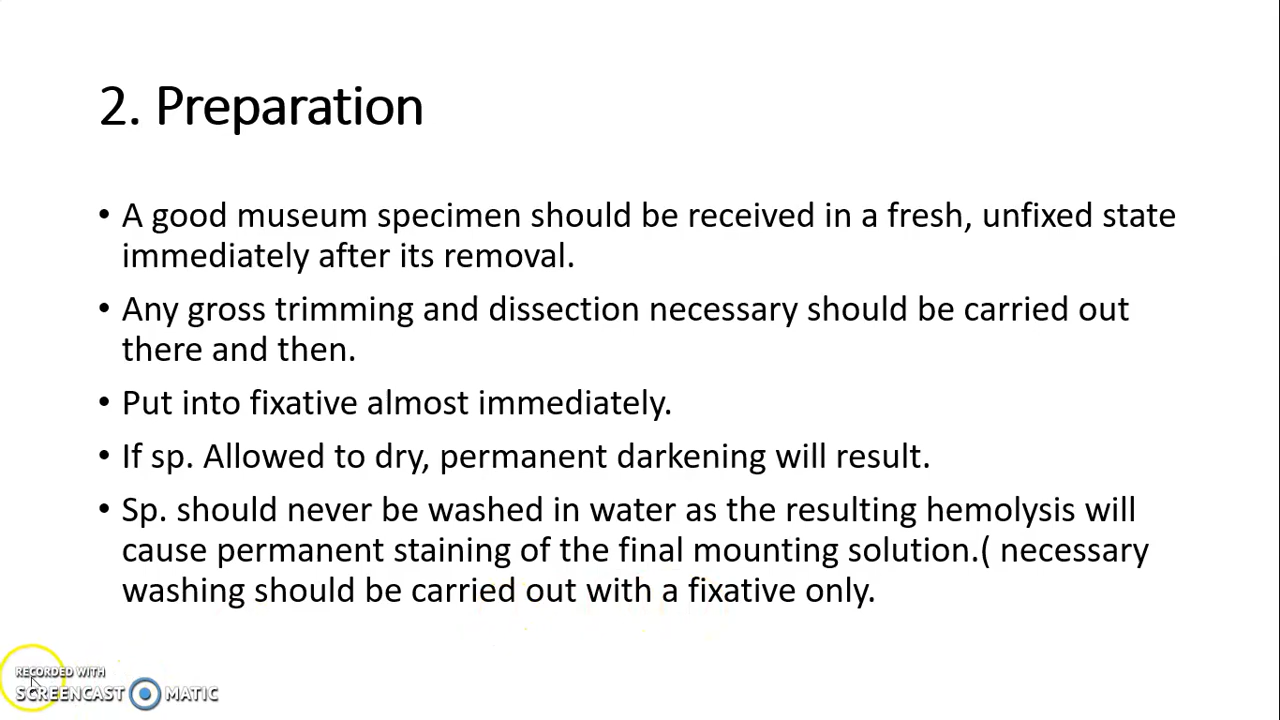 2. Preparation
• A good museum specimen should be received in a fresh, unfixed state
immediately after its removal.
• Any gross trimming and dissection necessary should be carried out
there and then.
• Put into fixative almost immediately.
• If sp. Allowed to dry, permanent darkening will result.
• Sp. should never be washed in water as the resulting hemolysis will
cause permanent staining of the final mounting solution.( necessary
washing should be carried out with a fixative only.
RECORDED WITH
SCREENCAST MATIC